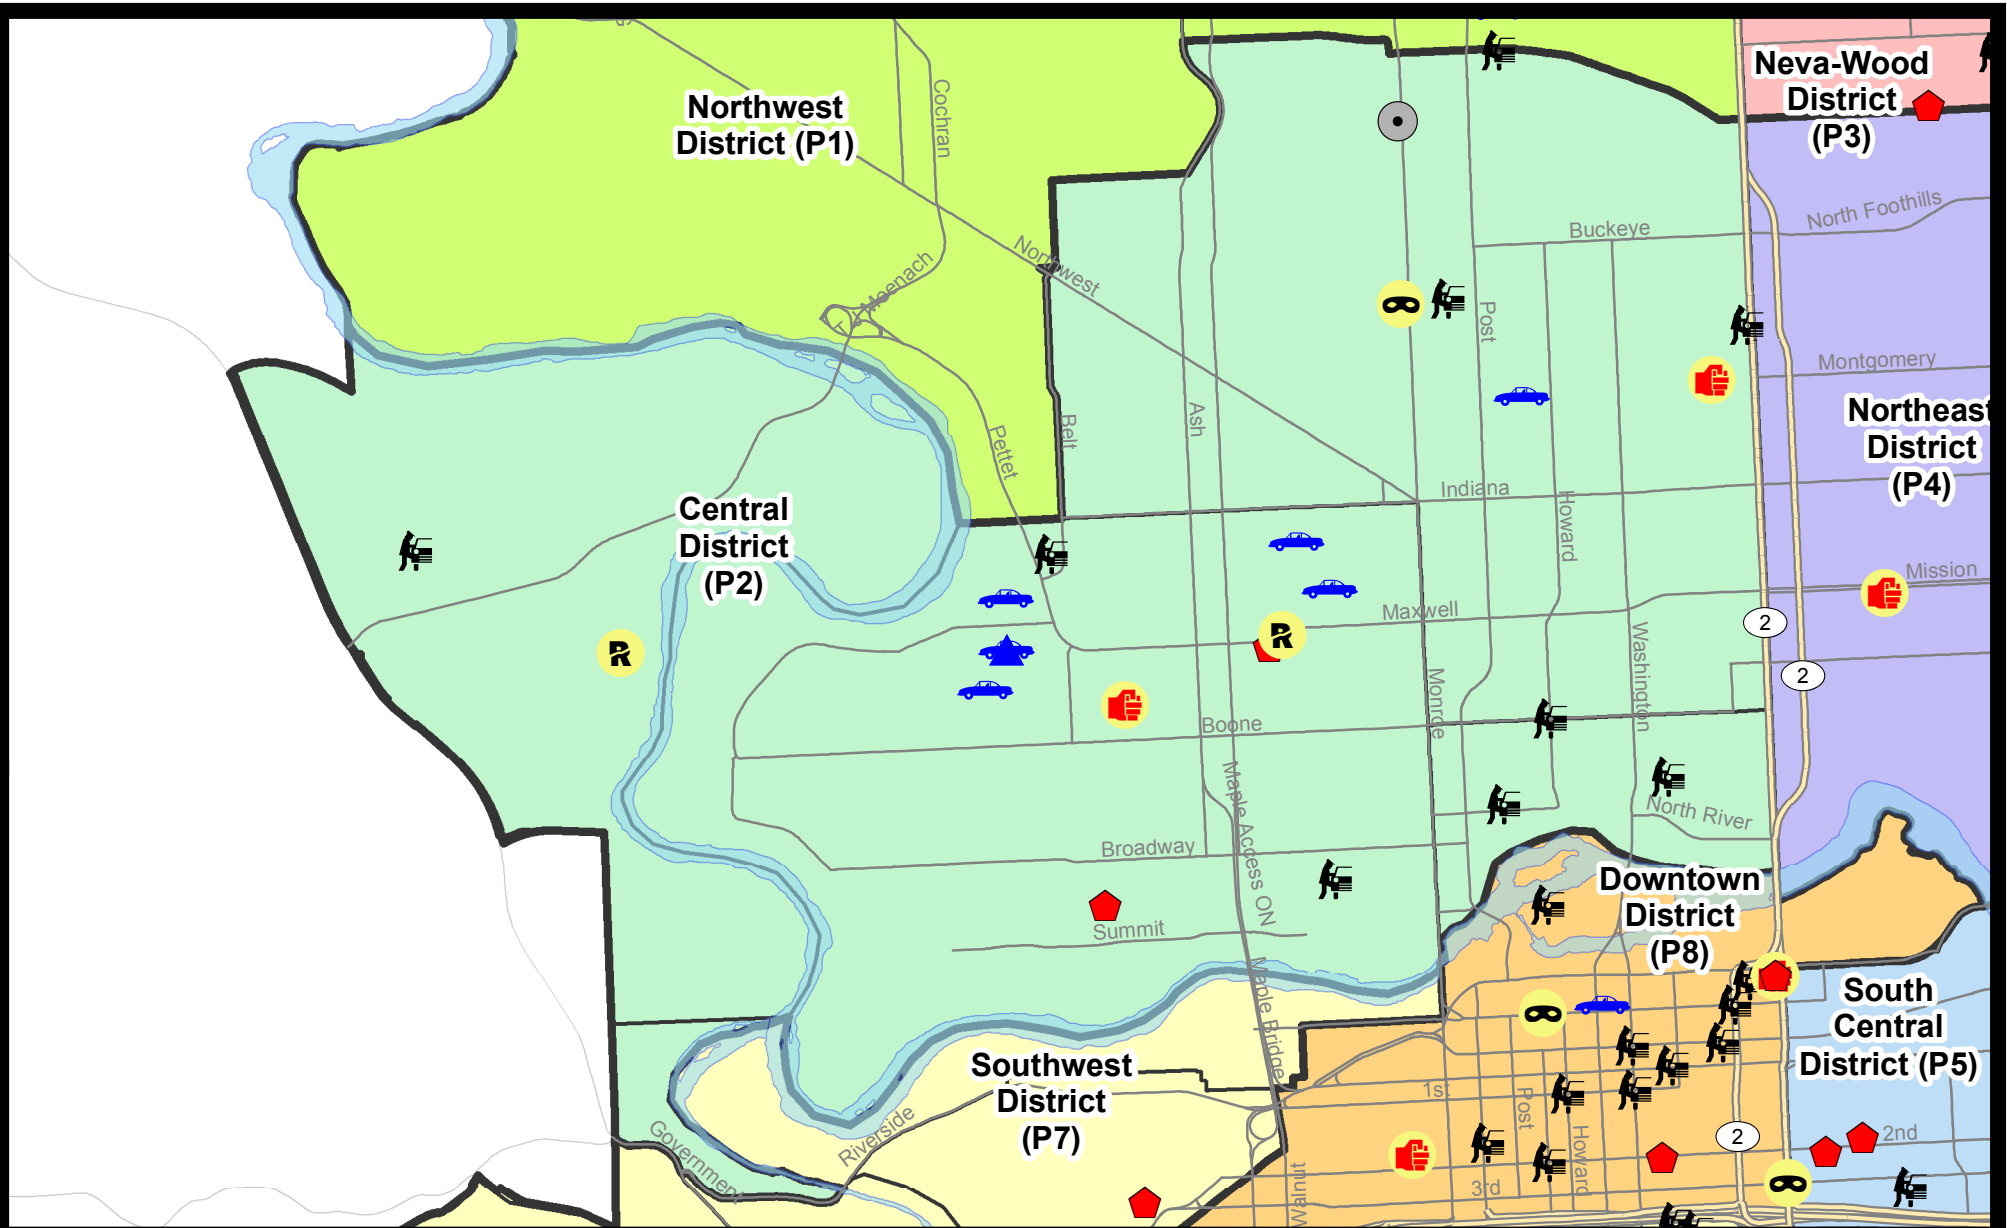 Northwest
District (P1)
Cochran
Neva-Wood
District
(P3)
North Foothills
Buckeye
Northwest
T J Meenach
Post
Montgomery
Northeast
District
(P4)
Ash
Belt
Pettet
Indiana
Howard
Central
District
(P2)
Mission
Maxwell
2
Washington
2
Monroe
Boone
Maple Access ON
North River
Broadway
Downtown
District
(P8)
Summit
Maple Bridge
South
Central
District (P5)
Southwest
District
(P7)
1st
Post
Riverside
Government
Howard
2
2nd
3rd
Walnut
R
R